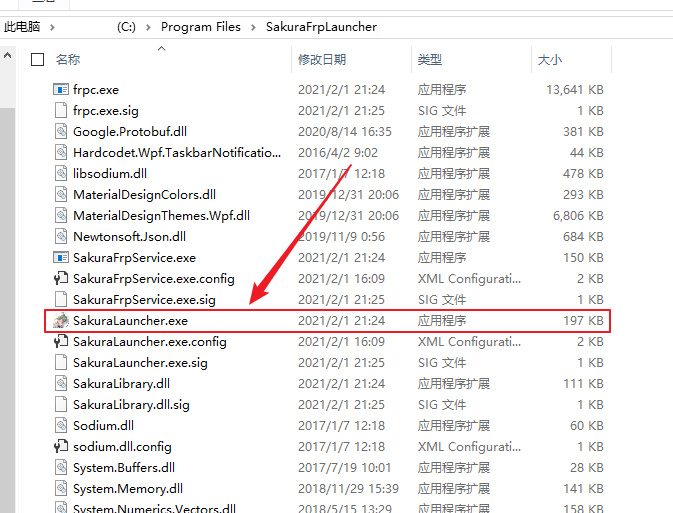 此电脑 > (C:) > Program Files > SakuraFrpLauncher
名称 修改日期 类型 大小
frpc.exe 2021/2/1 21:24 应用程序 13,641 KB
frpc.exe.sig 2021/2/1 21:25 SIG 文件 1 KB
Google.Protobuf.dll 2020/8/14 16:35 应用程序扩展 381 KB
Hardcodet.Wpf.TaskbarNotificatio... 2016/4/2 9:02 应用程序扩展 44 KB
libsodium.dll 2017/1/7 12:18 应用程序扩展 478 KB
MaterialDesignColors.dll 2019/12/31 20:06 应用程序扩展 293 KB
MaterialDesignThemes.Wpf.dll 2019/12/31 20:06 应用程序扩展 6,806 KB
Newtonsoft.Json.dll 2019/11/9 0:56 应用程序扩展 684 KB
SakuraFrpService.exe 2021/2/1 21:24 应用程序 150 KB
SakuraFrpService.exe.config 2021/2/1 16:09 XML Configurati... 2 KB
SakuraFrpService.exe.sig 2021/2/1 21:25 SIG 文件 1 KB
SakuraLauncher.exe 2021/2/1 21:24 应用程序 197 KB
SakuraLauncher.exe.config 2021/2/1 16:09 XML Configurati... 2 KB
SakuraLauncher.exe.sig 2021/2/1 21:25 SIG 文件 1 KB
SakuraLibrary.dll 2021/2/1 21:24 应用程序扩展 111 KB
SakuraLibrary.dll.sig 2021/2/1 21:25 SIG 文件 1 KB
Sodium.dll 2017/1/7 12:18 应用程序扩展 60 KB
sodium.dll.config 2017/1/7 12:18 XML Configurati... 1 KB
System.Buffers.dll 2017/7/19 10:01 应用程序扩展 28 KB
System.Memory.dll 2018/11/29 15:39 应用程序扩展 141 KB
System.Numerics.Vectors.dll 2018/5/15 13:29 应用程序扩展 158 KB